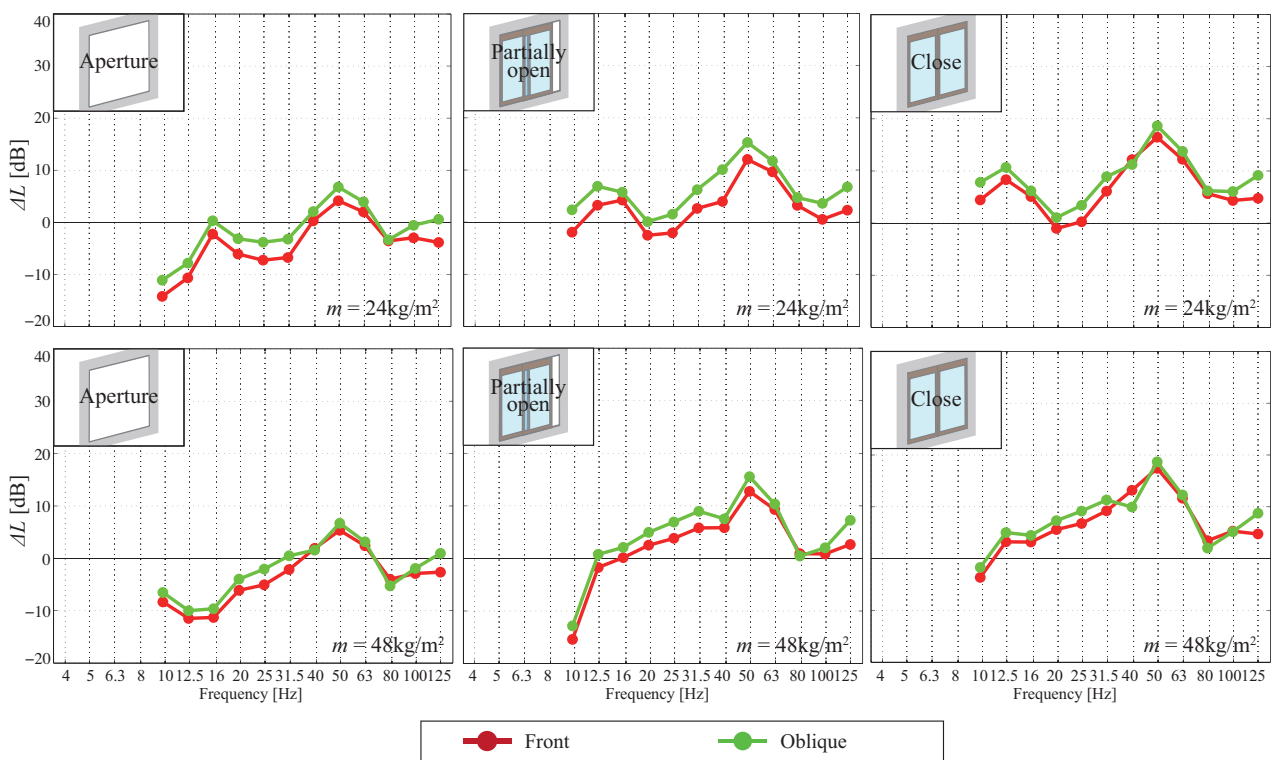 40
30
20
10
0
−10
−20
ΔL [dB]
Aperture
m = 24kg/m²
Partially
open
m = 24kg/m²
Close
m = 24kg/m²
40
30
20
10
0
−10
−20
ΔL [dB]
Aperture
m = 48kg/m²
Partially
open
m = 48kg/m²
Close
m = 48kg/m²
4 5 6.3 8 10 12.5 16 20 25 31.5 40 50 63 80 100 125
Frequency [Hz]
4 5 6.3 8 10 12.5 16 20 25 31.5 40 50 63 80 100 125
Frequency [Hz]
4 5 6.3 8 10 12.5 16 20 25 31.5 40 50 63 80 100 125
Frequency [Hz]
Front Oblique